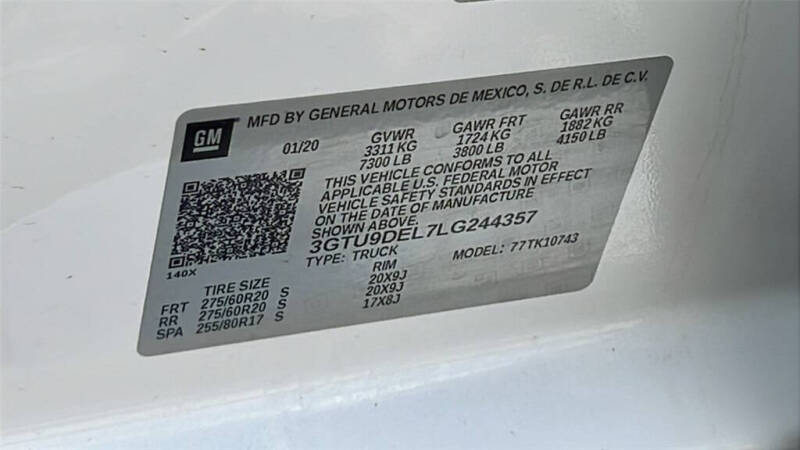 GM MFD BY GENERAL MOTORS DE MEXICO, S. DE R.L. DE C.V.
01/20 GVWR GAWR FRT GAWR RR
3311 KG 1724 KG 1882 KG
7300 LB 3800 LB 4150 LB
THIS VEHICLE CONFORMS TO ALL
APPLICABLE U.S. FEDERAL MOTOR
VEHICLE SAFETY STANDARDS IN EFFECT
ON THE DATE OF MANUFACTURE
SHOWN ABOVE.
3GTU9DEL7LG244357
TYPE: TRUCK MODEL: 77TK10743
140X
TIRE SIZE RIM
FRT 275/60R20 S 20X9J
RR 275/60R20 S 20X9J
SPA 255/80R17 S 17X8J